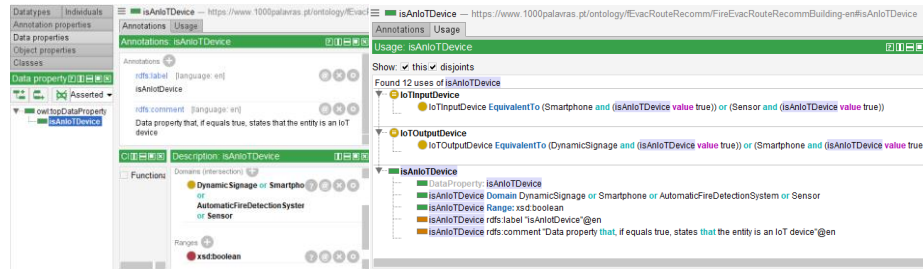 Datatypes Individuals
Annotation properties
Data properties
Object properties
Classes
Data property
Asserted
owl:topDataProperty
isAnIoTDevice
isAnIoTDevice — https://www.1000palavras.pt/ontology/fEvacR
Annotations Usage
Annotations: isAnIoTDevice
Annotations
rdfs:label [language: en]
isAnIotDevice
rdfs:comment [language: en]
Data property that, if equals true, states that the entity is an IoT
device
Functiona
Description: isAnIoTDevice
Domains (intersection)
DynamicSignage or Smartpho
or
AutomaticFireDetectionSyster
or Sensor
Ranges
xsd:boolean
isAnIoTDevice — https://www.1000palavras.pt/ontology/fEvacRouteRecomm/FireEvacRouteRecommBuilding-en#isAnIoTDevice
Annotations Usage
Usage: isAnIoTDevice
Show: this disjoints
Found 12 uses of isAnIoTDevice
IoTInputDevice
IoTInputDevice EquivalentTo (Smartphone and (isAnIoTDevice value true)) or (Sensor and (isAnIoTDevice value true))
IoTOutputDevice
IoTOutputDevice EquivalentTo (DynamicSignage and (isAnIoTDevice value true)) or (Smartphone and (isAnIoTDevice value true
isAnIoTDevice
DataProperty: isAnIoTDevice
isAnIoTDevice Domain DynamicSignage or Smartphone or AutomaticFireDetectionSystem or Sensor
isAnIoTDevice Range: xsd:boolean
isAnIoTDevice rdfs:label "isAnIotDevice"@en
isAnIoTDevice rdfs:comment "Data property that, if equals true, states that the entity is an IoT device"@en